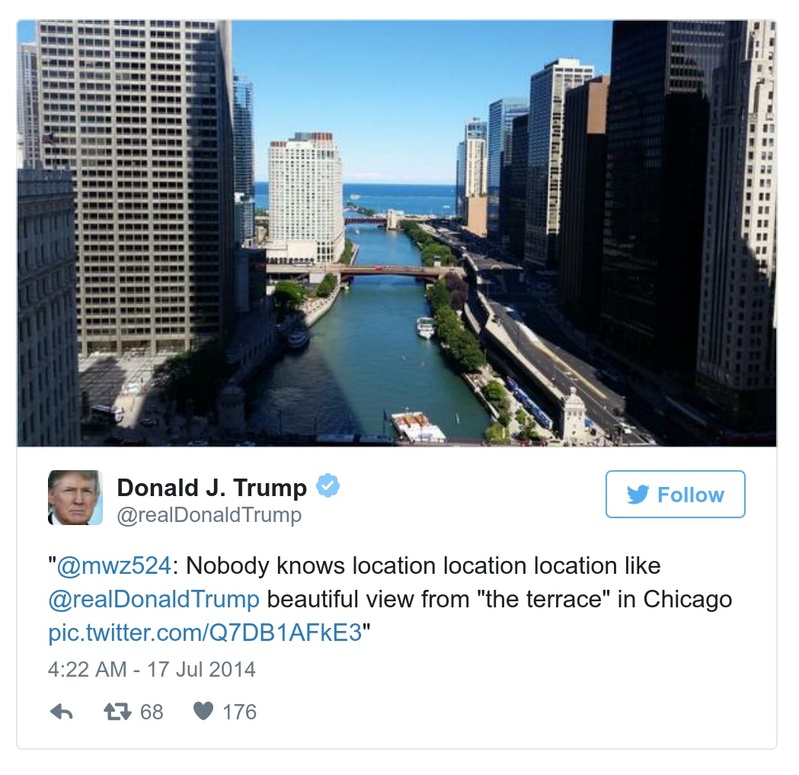 Donald J. Trump
Follow
@realDonaldTrump
"@mwz524: Nobody knows location location location like
@realDonaldTrump beautiful view from "the terrace" in Chicago
pic.twitter.com/Q7DB1AFkE3"
4:22 AM - 17 Jul 2014
68 176